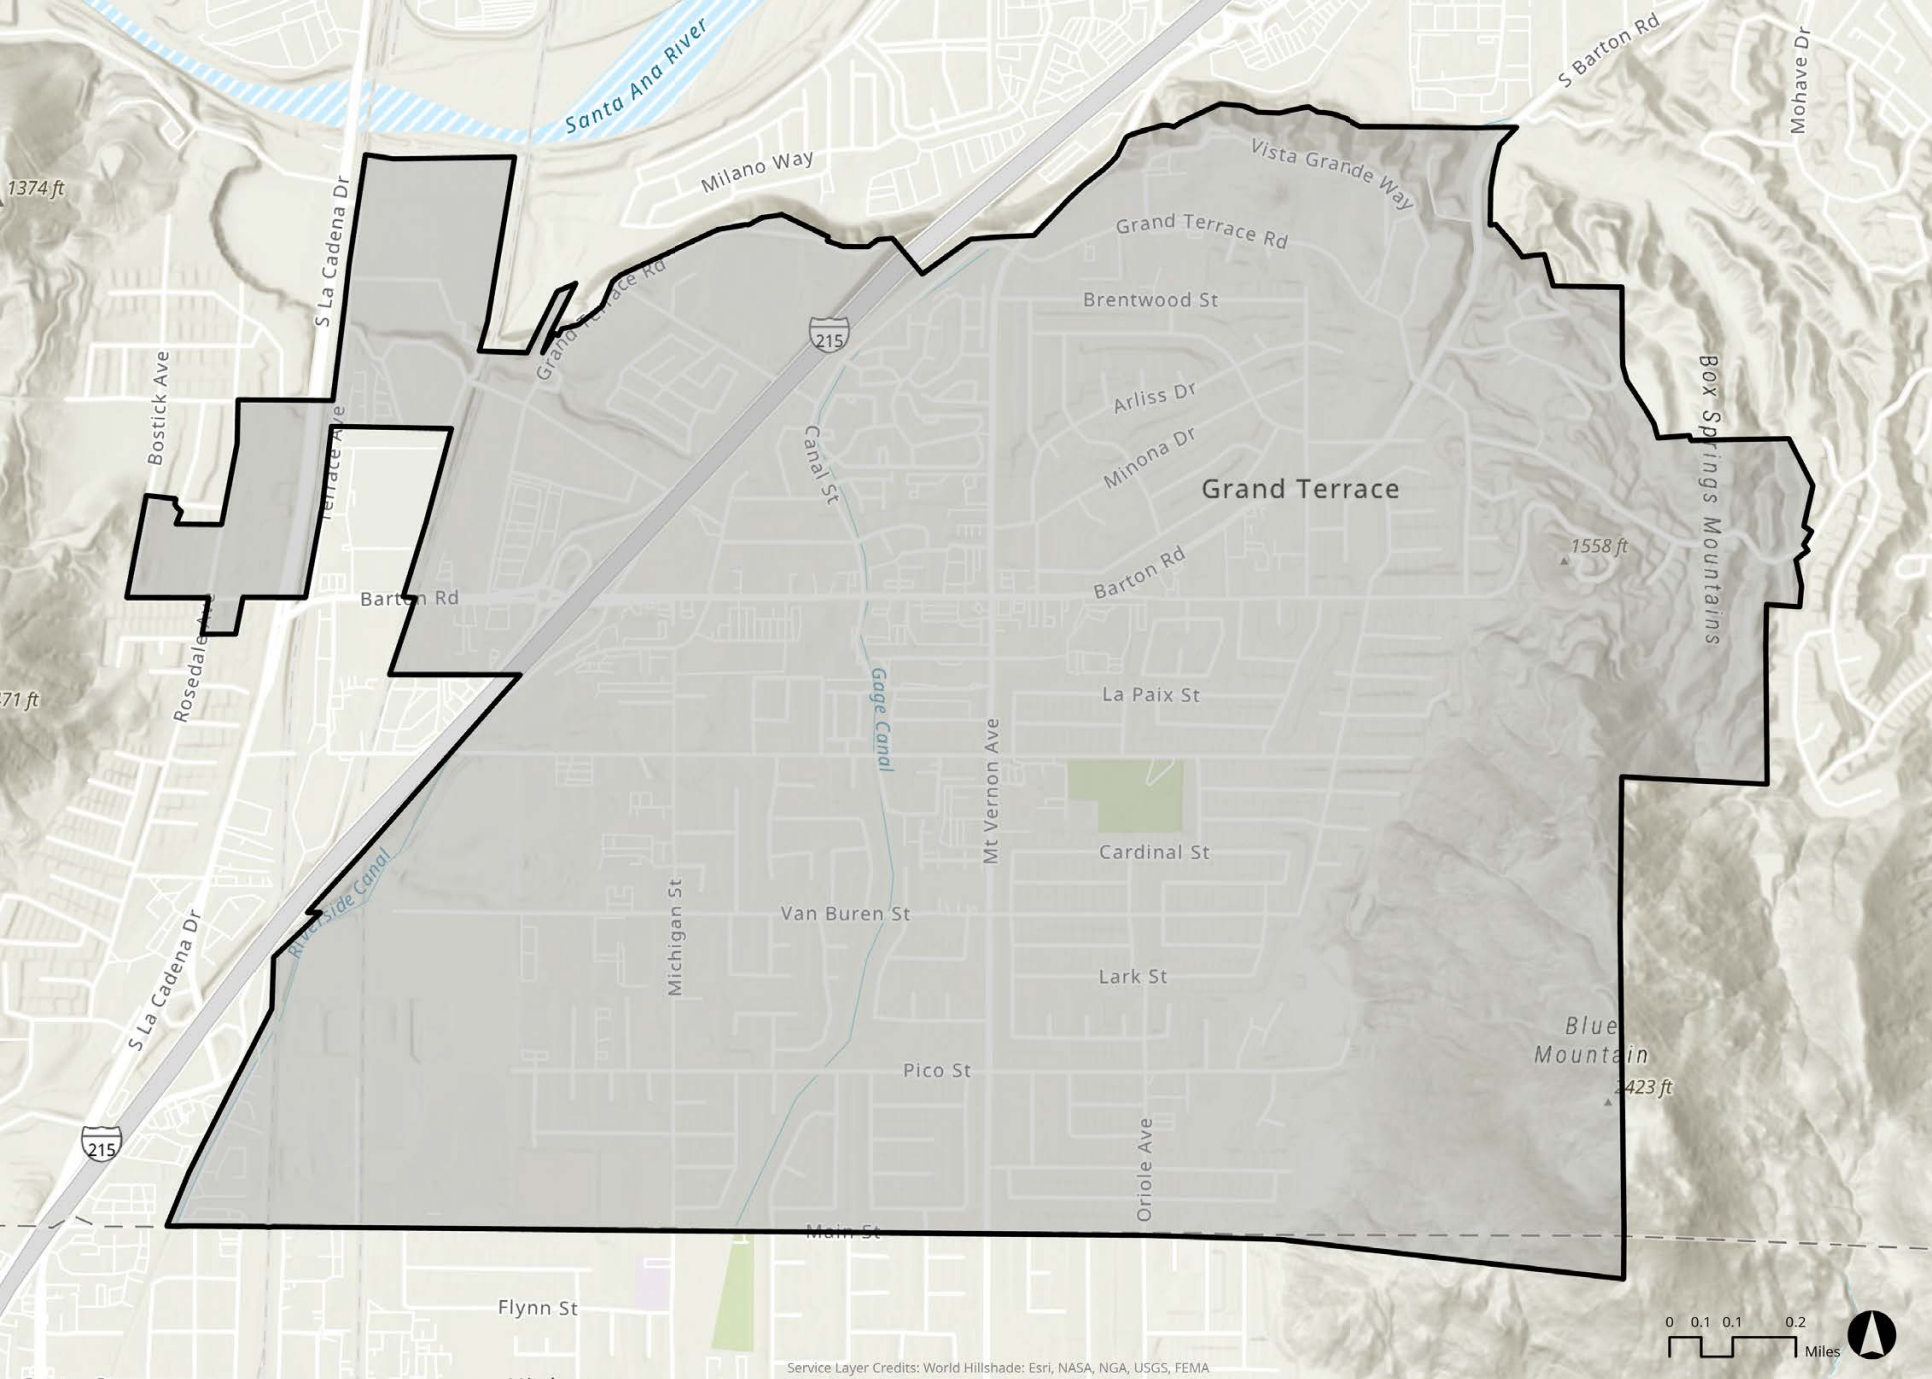 Santa Ana River
S Barton Rd
Mohave Dr
1374 ft
S La Cadena Dr
Milano Way
Vista Grande Way
Grand Terrace Rd
Grand Terrace Rd
Brentwood St
215
Bostick Ave
Terrace Ave
Canal St
Arliss Dr
Minona Dr
Grand Terrace
Box Springs Mountains
1558 ft
Barton Rd
Barton Rd
Rosedale Ave
71 ft
Gage Canal
La Paix St
Mt Vernon Ave
Cardinal St
Riverside Canal
Michigan St
Van Buren St
S La Cadena Dr
Lark St
Blue
Mountain
2423 ft
Pico St
215
Oriole Ave
Main St
Flynn St
0 0.1 0.1 0.2
Miles
Service Layer Credits: World Hillshade: Esri, NASA, NGA, USGS, FEMA